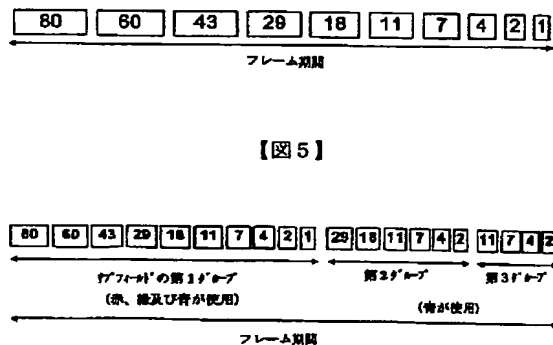 80 60 43 29 18 11 7 4 2 1
フレーム期間
【図5】
80 60 43 29 18 11 7 4 2 1 29 18 11 7 4 2 11 7 4 2
サブフィールドの第1グループ 第2グループ 第3グループ
(赤、緑及び青が使用) (青が使用)
フレーム期間